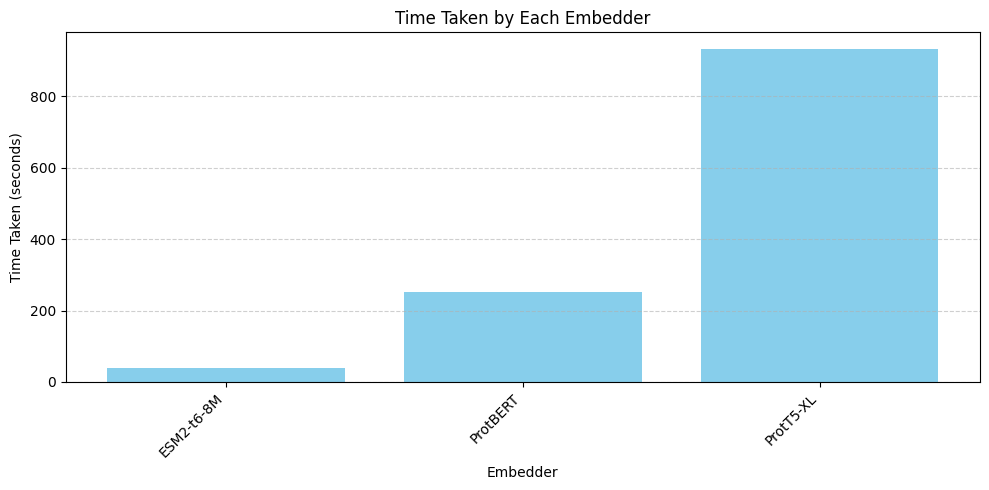 Time Taken by Each Embedder
Time Taken (seconds)
800
600
400
200
0
ESM2-t6-8M
ProtBERT
ProtT5-XL
Embedder